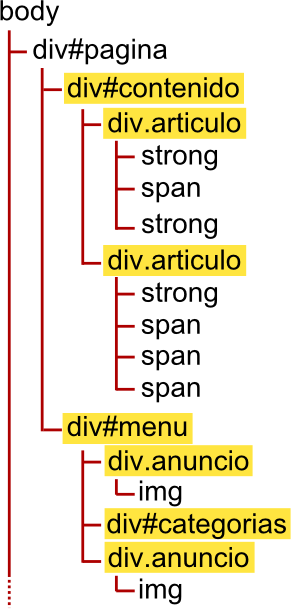 body
div#pagina
div#contenido
div.articulo
strong
span
strong
div.articulo
strong
span
span
span
div#menu
div.anuncio
img
div#categorias
div.anuncio
img